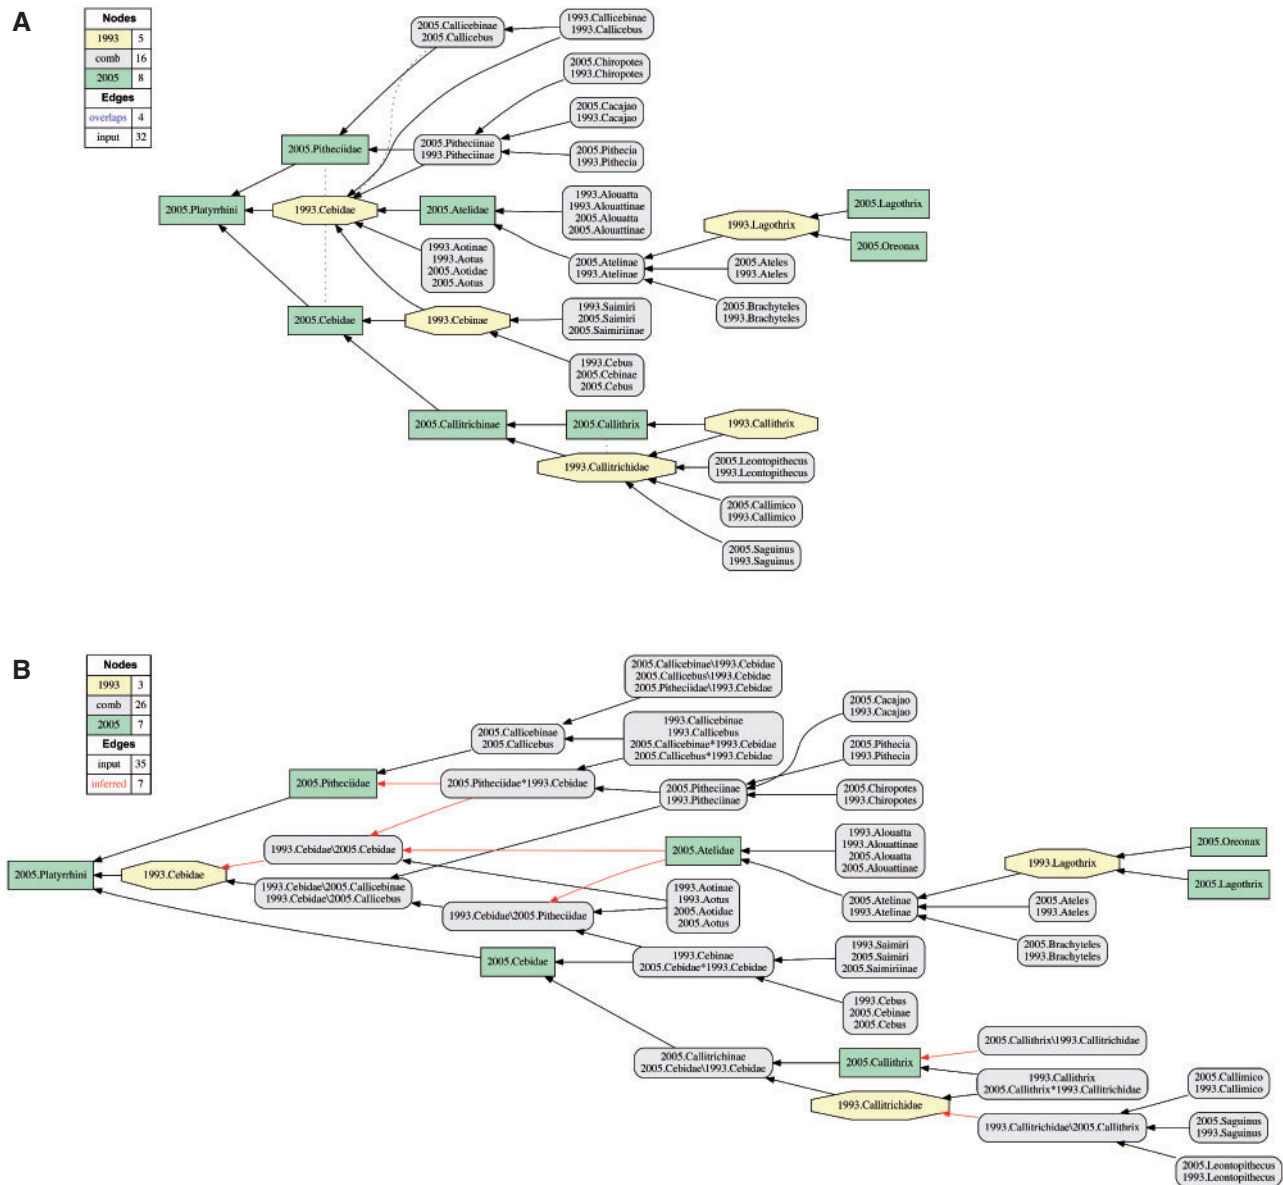 A
Nodes
1993 5
comb 16
2005 8
Edges
overlaps 4
input 32
2005.Callicebinae
2005.Callicebus
1993.Callicebinae
1993.Callicebus
2005.Chiropotes
1993.Chiropotes
2005.Cacajao
1993.Cacajao
2005.Pitheciidae
2005.Pitheciinae
1993.Pitheciinae
2005.Pithecia
1993.Pithecia
2005.Platyrrhini
1993.Cebidae
2005.Atelidae
1993.Alouatta
1993.Alouattinae
2005.Alouatta
2005.Alouattinae
1993.Lagothrix
2005.Lagothrix
2005.Oreonax
1993.Aotinae
1993.Aotus
2005.Aotidae
2005.Aotus
2005.Atelinae
1993.Atelinae
2005.Ateles
1993.Ateles
2005.Brachyteles
1993.Brachyteles
2005.Cebidae
1993.Cebinae
1993.Saimiri
2005.Saimiri
2005.Saimiriinae
1993.Cebus
2005.Cebinae
2005.Cebus
2005.Callitrichinae
2005.Callithrix
1993.Callithrix
1993.Callitrichidae
2005.Leontopithecus
1993.Leontopithecus
2005.Callimico
1993.Callimico
2005.Saguinus
1993.Saguinus
B
Nodes
1993 3
comb 26
2005 7
Edges
input 35
inferred 7
2005.Callicebinae\1993.Cebidae
2005.Callicebus\1993.Cebidae
2005.Pitheciidae\1993.Cebidae
2005.Callicebinae
2005.Callicebus
1993.Callicebinae
1993.Callicebus
2005.Callicebinae*1993.Cebidae
2005.Callicebus*1993.Cebidae
2005.Cacajao
1993.Cacajao
2005.Pithecia
1993.Pithecia
2005.Pitheciidae
2005.Pitheciidae*1993.Cebidae
2005.Pitheciinae
1993.Pitheciinae
2005.Chiropotes
1993.Chiropotes
1993.Cebidae\2005.Cebidae
2005.Atelidae
1993.Alouatta
1993.Alouattinae
2005.Alouatta
2005.Alouattinae
2005.Oreonax
1993.Lagothrix
2005.Lagothrix
2005.Platyrrhini
1993.Cebidae
1993.Cebidae\2005.Callicebinae
1993.Cebidae\2005.Callicebus
1993.Cebidae\2005.Pitheciidae
1993.Aotinae
1993.Aotus
2005.Aotidae
2005.Aotus
2005.Atelinae
1993.Atelinae
2005.Ateles
1993.Ateles
2005.Brachyteles
1993.Brachyteles
2005.Cebidae
1993.Cebinae
2005.Cebidae*1993.Cebidae
1993.Saimiri
2005.Saimiri
2005.Saimiriinae
1993.Cebus
2005.Cebinae
2005.Cebus
2005.Callitrichinae
2005.Cebidae\1993.Cebidae
2005.Callithrix
2005.Callithrix\1993.Callitrichidae
1993.Callithrix
2005.Callithrix*1993.Callitrichidae
1993.Callitrichidae
1993.Callitrichidae\2005.Callithrix
2005.Callimico
1993.Callimico
2005.Saguinus
1993.Saguinus
2005.Leontopithecus
1993.Leontopithecus